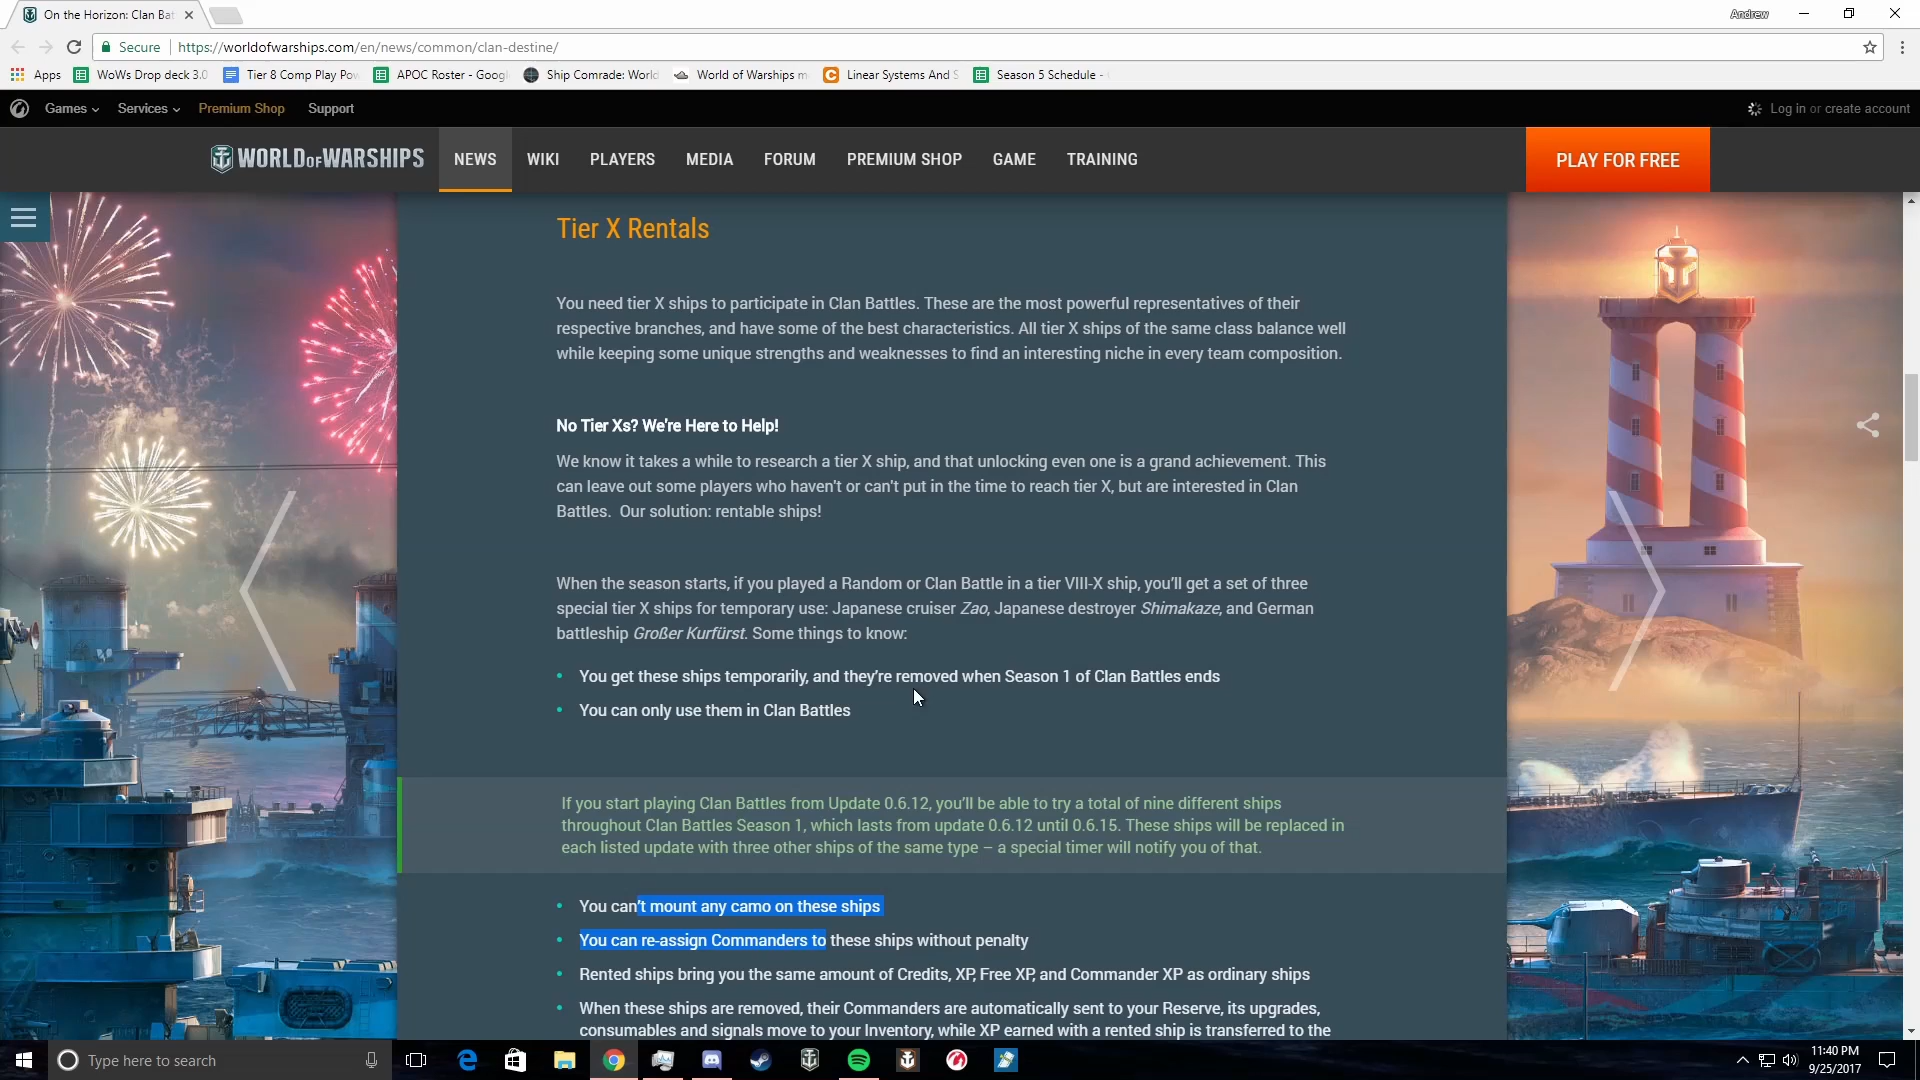 On the Horizon: Clan Bat
Andrew
Secure
https://worldofwarships.com/en/news/common/clan-destine/
Apps
WoWs Drop deck 3.0
Tier 8 Comp Play Pow
APOC Roster - Googl
Ship Comrade: World
World of Warships m
Linear Systems And S
Season 5 Schedule -
Games
Services
Premium Shop
Support
Log in or create account
WORLD OF WARSHIPS
NEWS
WIKI
PLAYERS
MEDIA
FORUM
PREMIUM SHOP
GAME
TRAINING
PLAY FOR FREE
Tier X Rentals
You need tier X ships to participate in Clan Battles. These are the most powerful representatives of their
respective branches, and have some of the best characteristics. All tier X ships of the same class balance well
while keeping some unique strengths and weaknesses to find an interesting niche in every team composition.
No Tier Xs? We're Here to Help!
We know it takes a while to research a tier X ship, and that unlocking even one is a grand achievement. This
can leave out some players who haven't or can't put in the time to reach tier X, but are interested in Clan
Battles.  Our solution: rentable ships!
When the season starts, if you played a Random or Clan Battle in a tier VIII-X ship, you'll get a set of three
special tier X ships for temporary use: Japanese cruiser Zao, Japanese destroyer Shimakaze, and German
battleship Großer Kurfürst. Some things to know:
• You get these ships temporarily, and they're removed when Season 1 of Clan Battles ends
• You can only use them in Clan Battles
If you start playing Clan Battles from Update 0.6.12, you'll be able to try a total of nine different ships
throughout Clan Battles Season 1, which lasts from update 0.6.12 until 0.6.15. These ships will be replaced in
each listed update with three other ships of the same type – a special timer will notify you of that.
• You can't mount any camo on these ships
• You can re-assign Commanders to these ships without penalty
• Rented ships bring you the same amount of Credits, XP, Free XP, and Commander XP as ordinary ships
• When these ships are removed, their Commanders are automatically sent to your Reserve, its upgrades,
consumables and signals move to your Inventory, while XP earned with a rented ship is transferred to the
Type here to search
11:40 PM
9/25/2017